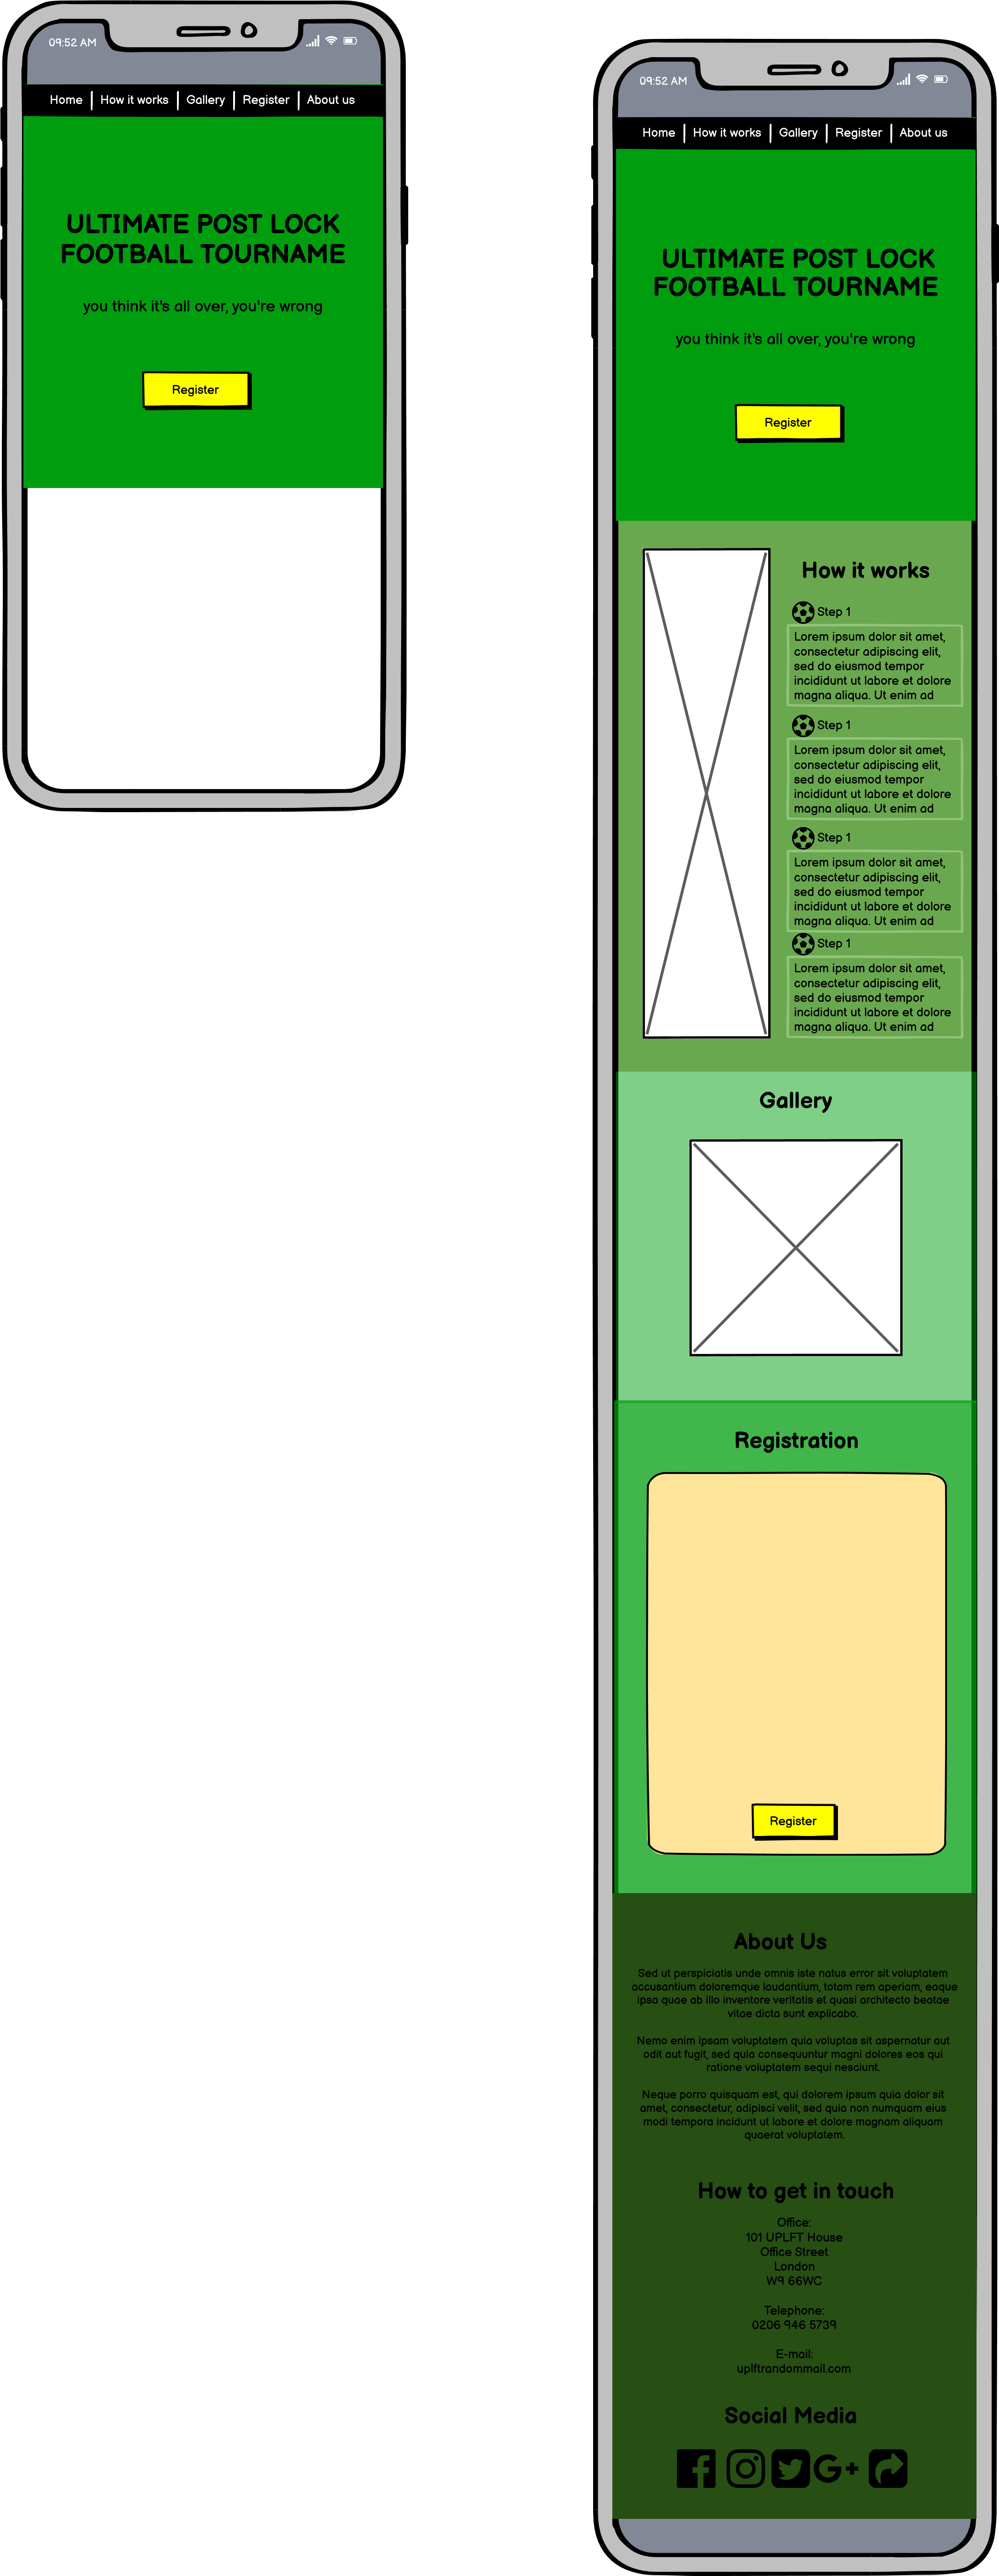 09:52 AM
Home How it works Gallery Register About us
ULTIMATE POST LOCK
FOOTBALL TOURNAME
you think it's all over, you're wrong
Register
09:52 AM
Home How it works Gallery Register About us
ULTIMATE POST LOCK
FOOTBALL TOURNAME
you think it's all over, you're wrong
Register
How it works
Step 1
Lorem ipsum dolor sit amet,
consectetur adipiscing elit,
sed do eiusmod tempor
incididunt ut labore et dolore
magna aliqua. Ut enim ad
Step 1
Lorem ipsum dolor sit amet,
consectetur adipiscing elit,
sed do eiusmod tempor
incididunt ut labore et dolore
magna aliqua. Ut enim ad
Step 1
Lorem ipsum dolor sit amet,
consectetur adipiscing elit,
sed do eiusmod tempor
incididunt ut labore et dolore
magna aliqua. Ut enim ad
Step 1
Lorem ipsum dolor sit amet,
consectetur adipiscing elit,
sed do eiusmod tempor
incididunt ut labore et dolore
magna aliqua. Ut enim ad
Gallery
Registration
Register
About Us
Sed ut perspiciatis unde omnis iste natus error sit voluptatem
accusantium doloremque laudantium, totam rem aperiam, eaque
ipsa quae ab illo inventore veritatis et quasi architecto beatae
vitae dicta sunt explicabo.
Nemo enim ipsam voluptatem quia voluptas sit aspernatur aut
odit aut fugit, sed quia consequuntur magni dolores eos qui
ratione voluptatem sequi nesciunt.
Neque porro quisquam est, qui dolorem ipsum quia dolor sit
amet, consectetur, adipisci velit, sed quia non numquam eius
modi tempora incidunt ut labore et dolore magnam aliquam
quaerat voluptatem.
How to get in touch
Office:
101 UPLFT House
Office Street
London
W9 66WC
Telephone:
0206 946 5739
E-mail:
uplftrandommail.com
Social Media
G+